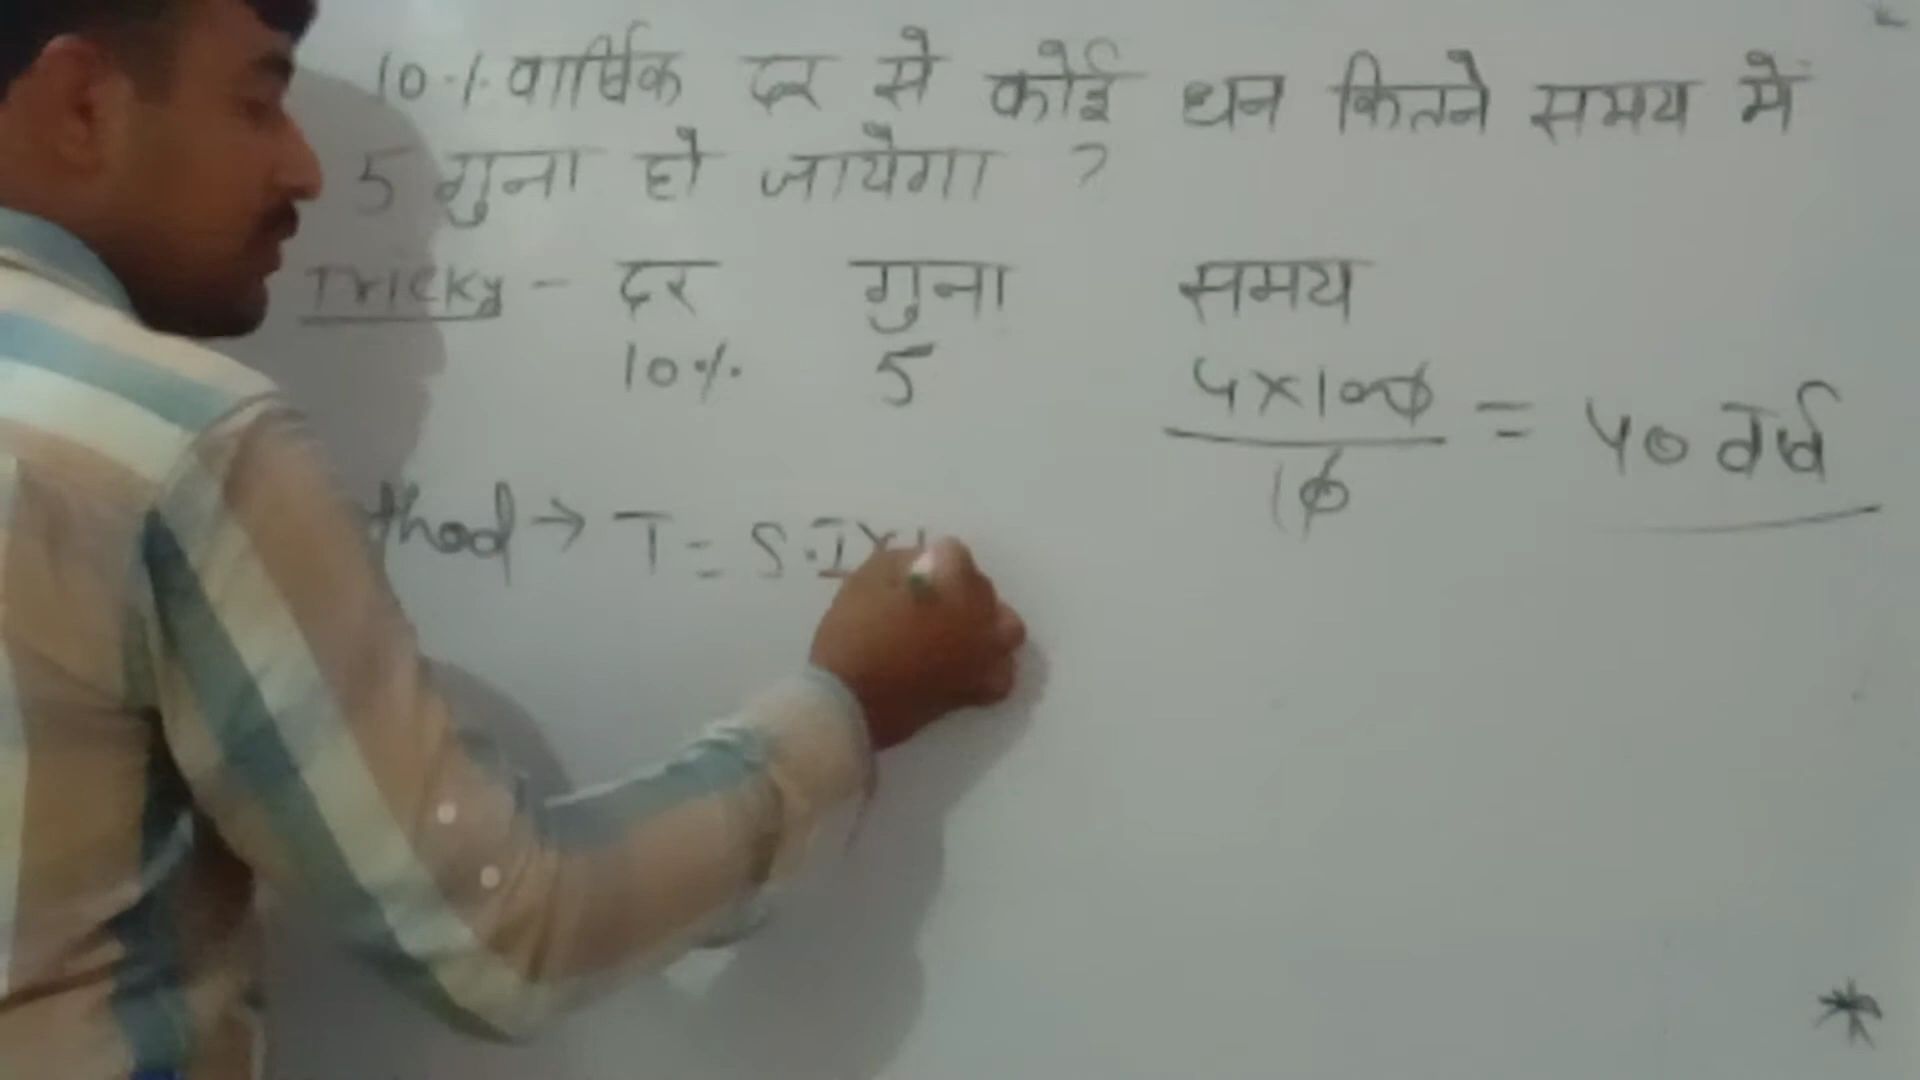 10% वार्षिक दर से कोई धन कितने समय में
5 गुना हो जायेगा ?
Tricky - दर गुना समय
10% 5 4×100 / 10 = 40 वर्ष
thod → T = S.I×